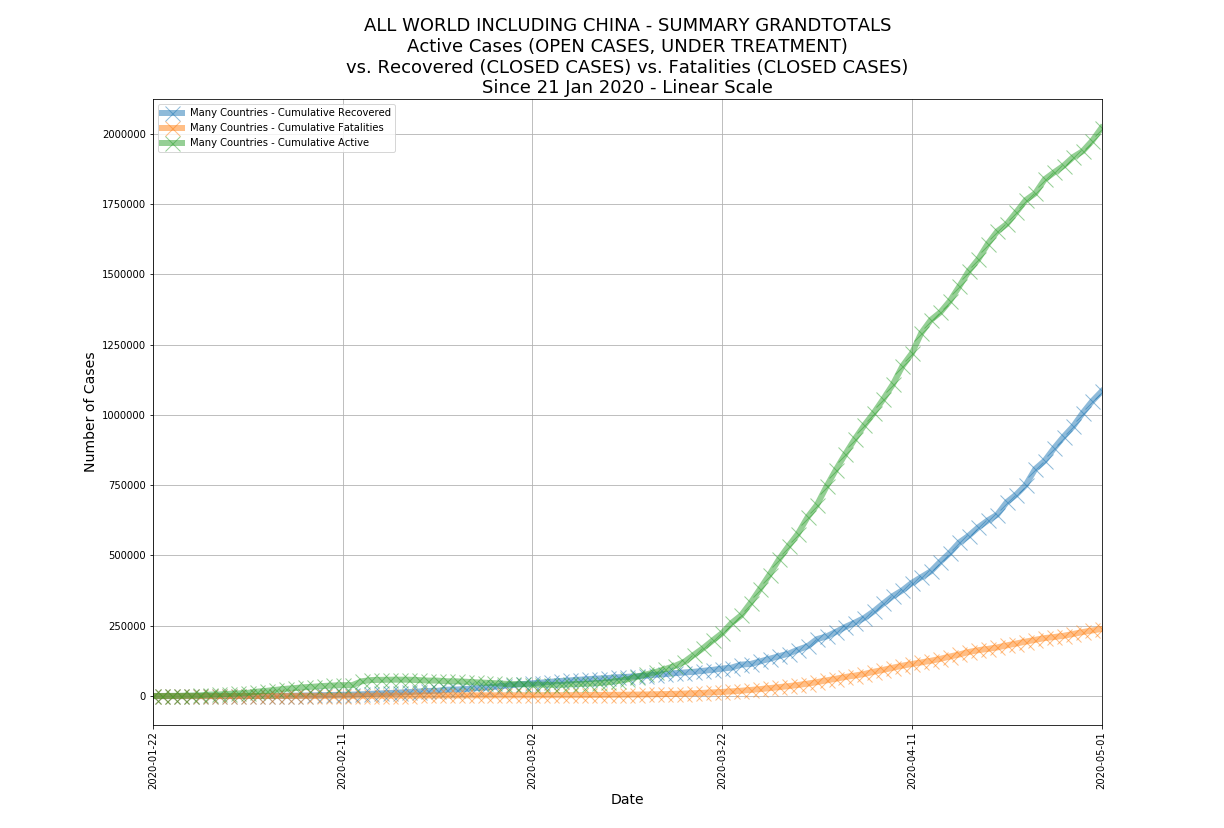 ALL WORLD INCLUDING CHINA - SUMMARY GRANDTOTALS
Active Cases (OPEN CASES, UNDER TREATMENT)
vs. Recovered (CLOSED CASES) vs. Fatalities (CLOSED CASES)
Since 21 Jan 2020 - Linear Scale
Many Countries - Cumulative Recovered
Many Countries - Cumulative Fatalities
Many Countries - Cumulative Active
2000000
1750000
1500000
1250000
1000000
750000
500000
250000
0
Number of Cases
2020-01-22
2020-02-11
2020-03-02
2020-03-22
2020-04-11
2020-05-01
Date